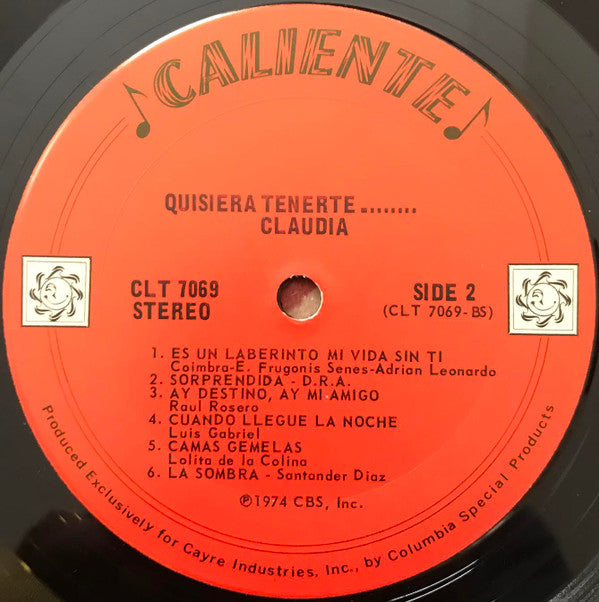 CALIENTE
QUISIERA TENERTE.........
CLAUDIA
CLT 7069
STEREO
SIDE 2
(CLT 7069-BS)
1. ES UN LABERINTO MI VIDA SIN TI
Coimbra-E. Frugonis Senes-Adrian Leonardo
2. SORPRENDIDA - D.R.A.
3. AY DESTINO, AY MI AMIGO
Raul Rosero
4. CUANDO LLEGUE LA NOCHE
Luis Gabriel
5. CAMAS GEMELAS
Lolita de la Colina
6. LA SOMBRA - Santander Diaz
℗1974 CBS, Inc.
Produced Exclusively for Cayre Industries, Inc., by Columbia Special Products